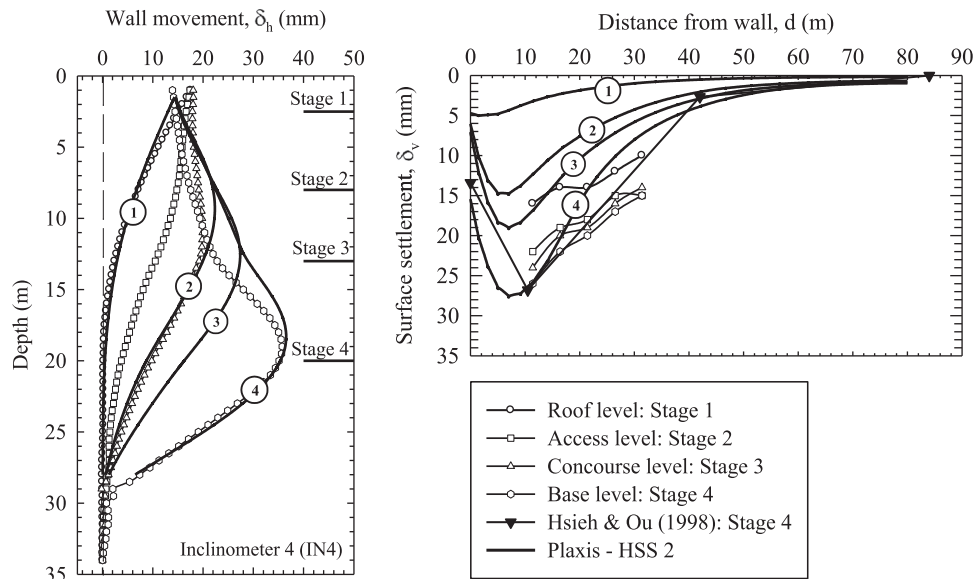 Wall movement, δh (mm)
0 10 20 30 40 50
0
5
10
15
20
25
30
35
Depth (m)
Stage 1
Stage 2
Stage 3
Stage 4
1
2
3
4
Inclinometer 4 (IN4)
Distance from wall, d (m)
0 10 20 30 40 50 60 70 80 90
0
5
10
15
20
25
30
35
Surface settlement, δv (mm)
1
2
3
4
Roof level: Stage 1
Access level: Stage 2
Concourse level: Stage 3
Base level: Stage 4
Hsieh & Ou (1998): Stage 4
Plaxis - HSS 2